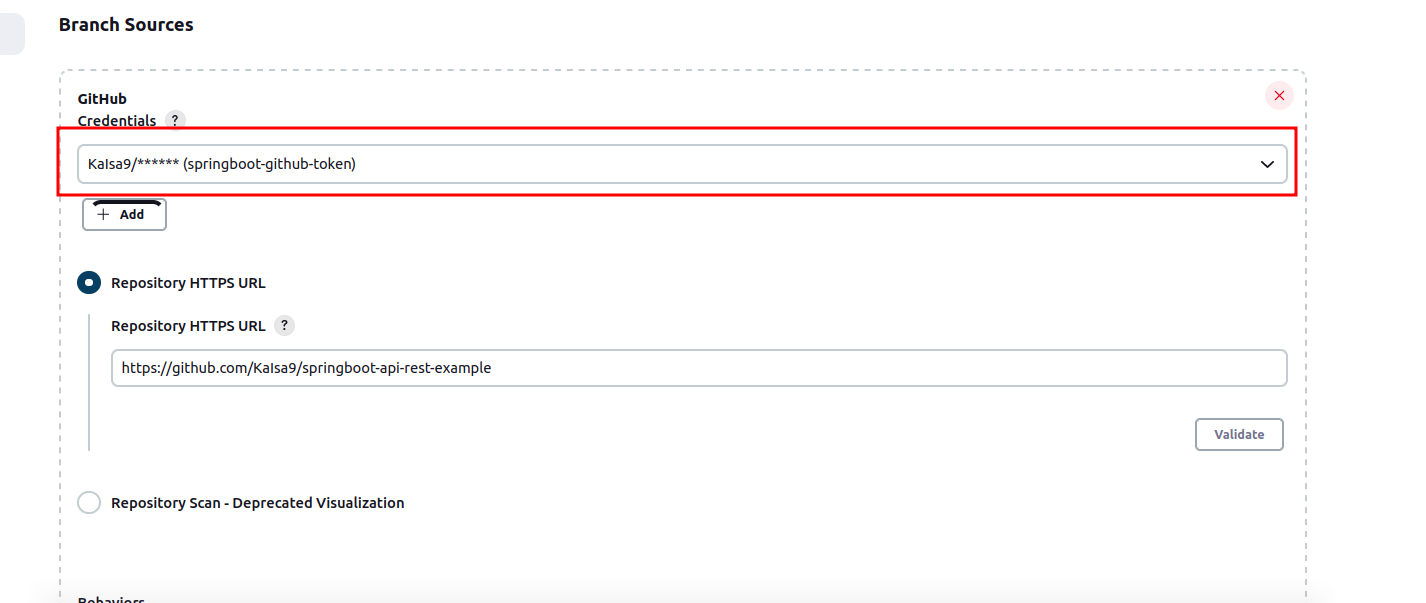 Branch Sources
GitHub
Credentials ?
KaIsa9/****** (springboot-github-token)
+ Add
Repository HTTPS URL
Repository HTTPS URL ?
https://github.com/KaIsa9/springboot-api-rest-example
Validate
Repository Scan - Deprecated Visualization
Behaviors